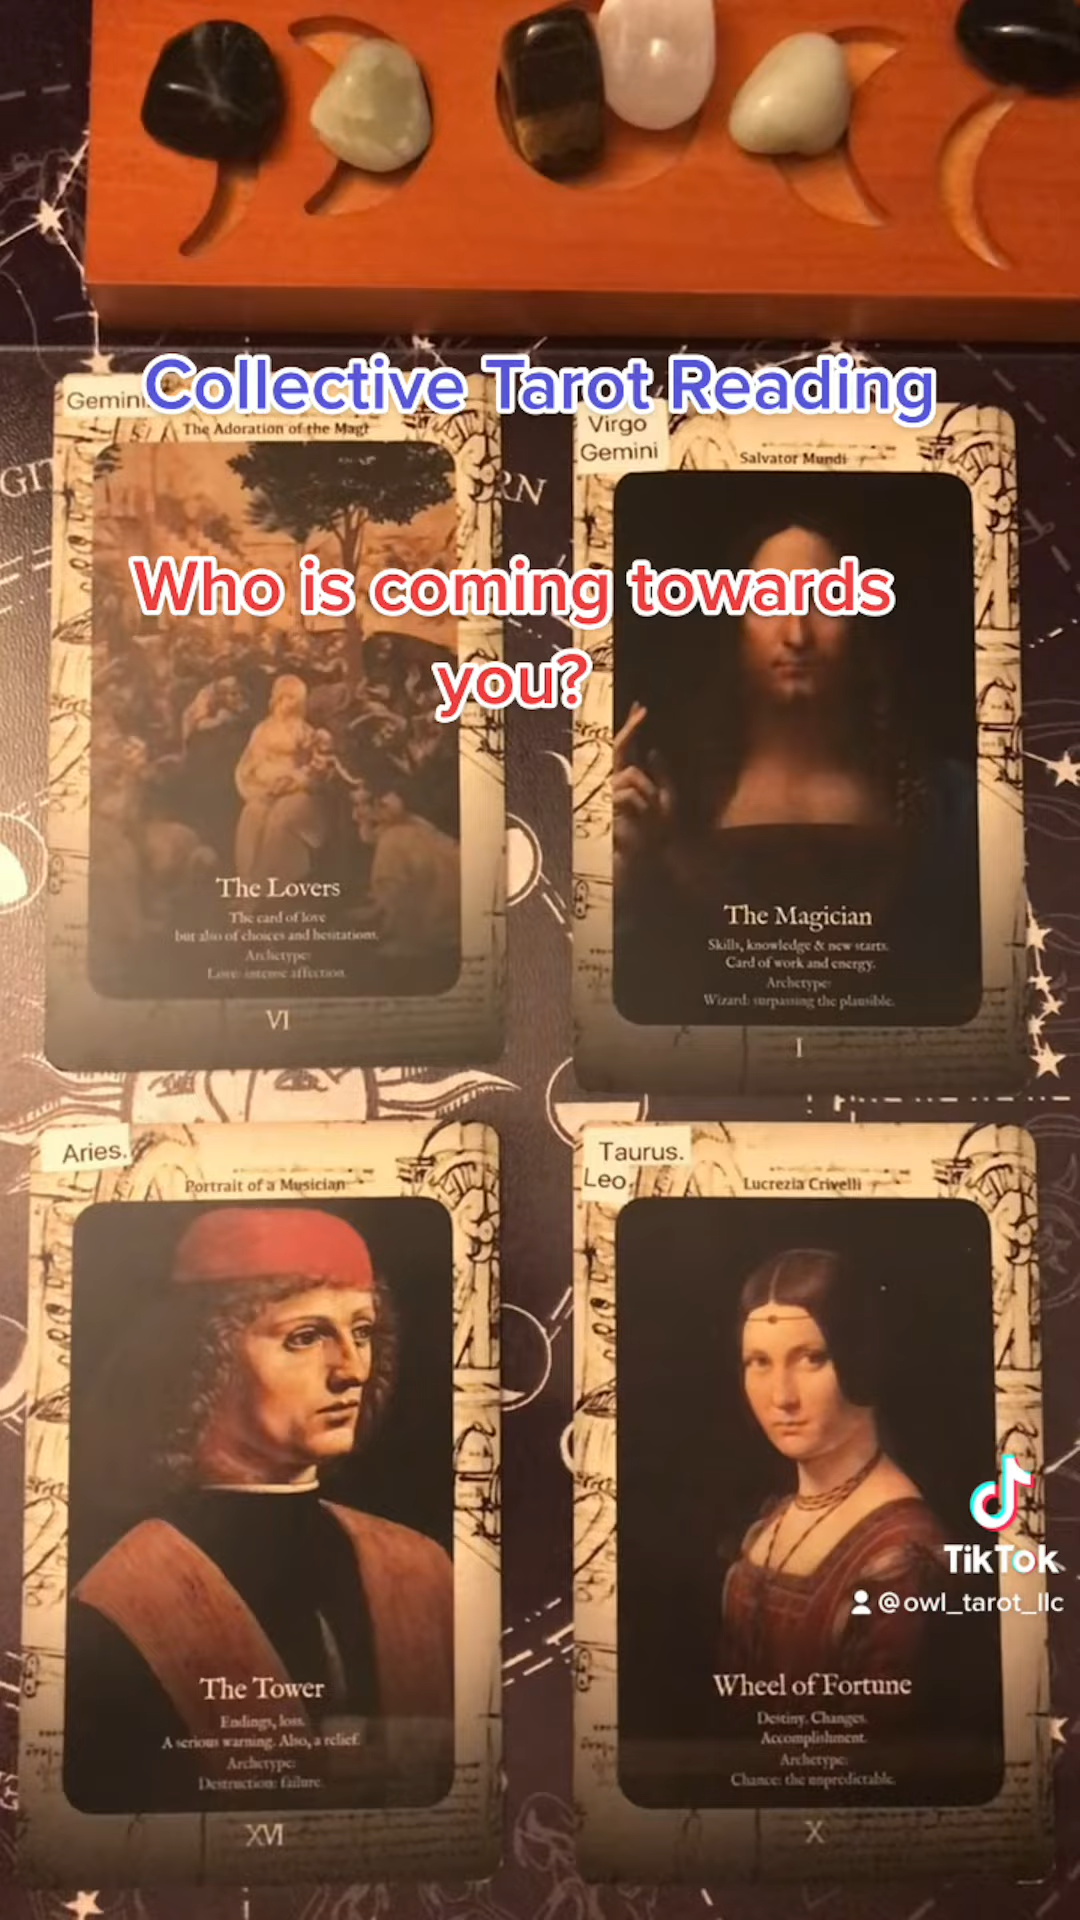 Collective Tarot Reading
Who is coming towards
you?
Gemini.
The Adoration of the Magi
The Lovers
The card of love
but also of choices and hesitations.
Archetype:
Love: intense affection.
VI
Virgo
Gemini
Salvator Mundi
The Magician
Skills, knowledge & new starts.
Card of work and energy.
Archetype:
Wizard: surpassing the plausible.
I
Aries.
Portrait of a Musician
The Tower
Endings, loss.
A serious warning. Also, a relief.
Archetype:
Destruction: failure.
XVI
Taurus.
Leo.
Lucrezia Crivelli
Wheel of Fortune
Destiny. Changes.
Accomplishment.
Archetype:
Chance: the unpredictable.
X
TikTok
@owl_tarot_llc